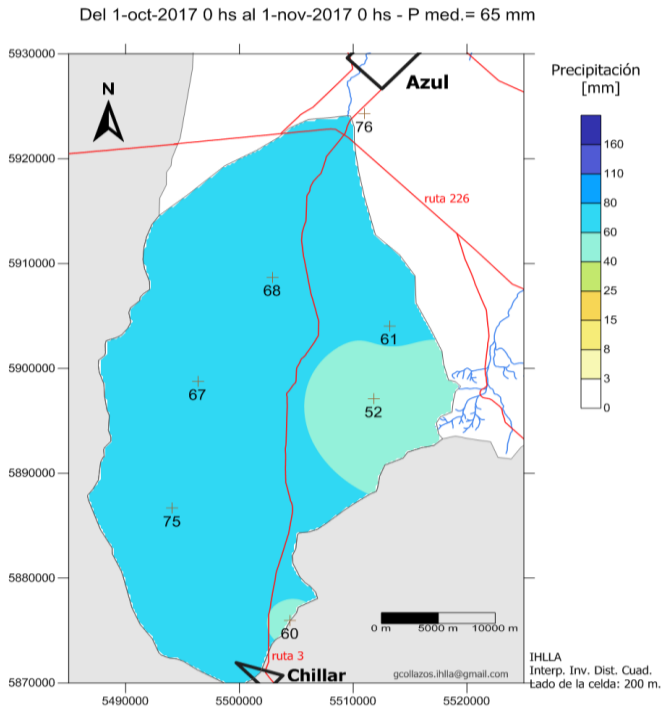 Del 1-oct-2017 0 hs al 1-nov-2017 0 hs - P med.= 65 mm
5930000
5920000
5910000
5900000
5890000
5880000
5870000
5490000
5500000
5510000
5520000
N
Azul
76
ruta 226
68
61
67
52
75
60
ruta 3
Chillar
0 m
5000 m
10000 m
gcollazos.ihlla@gmail.com
Precipitación
[mm]
160
110
80
60
40
25
15
8
3
0
IHLLA
Interp. Inv. Dist. Cuad.
Lado de la celda: 200 m.